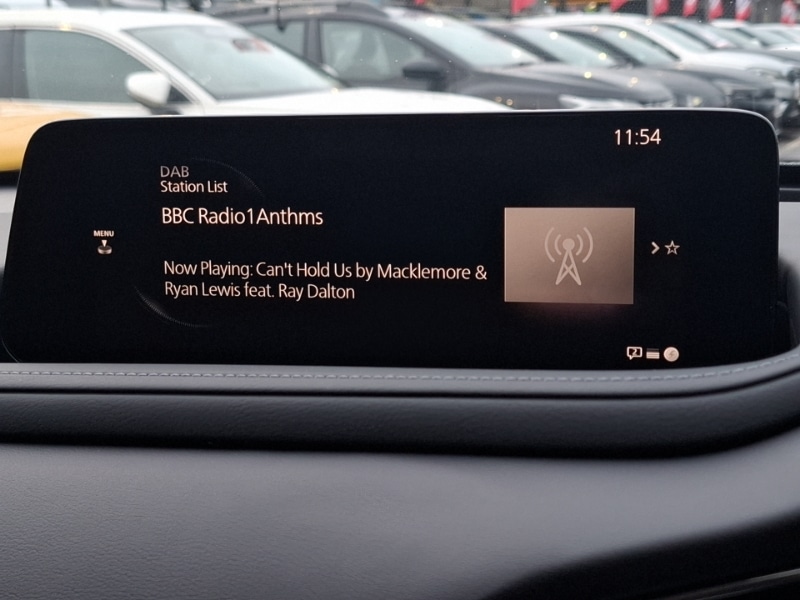 11:54
DAB
Station List
BBC Radio1Anthms
MENU
Now Playing: Can't Hold Us by Macklemore &
Ryan Lewis feat. Ray Dalton